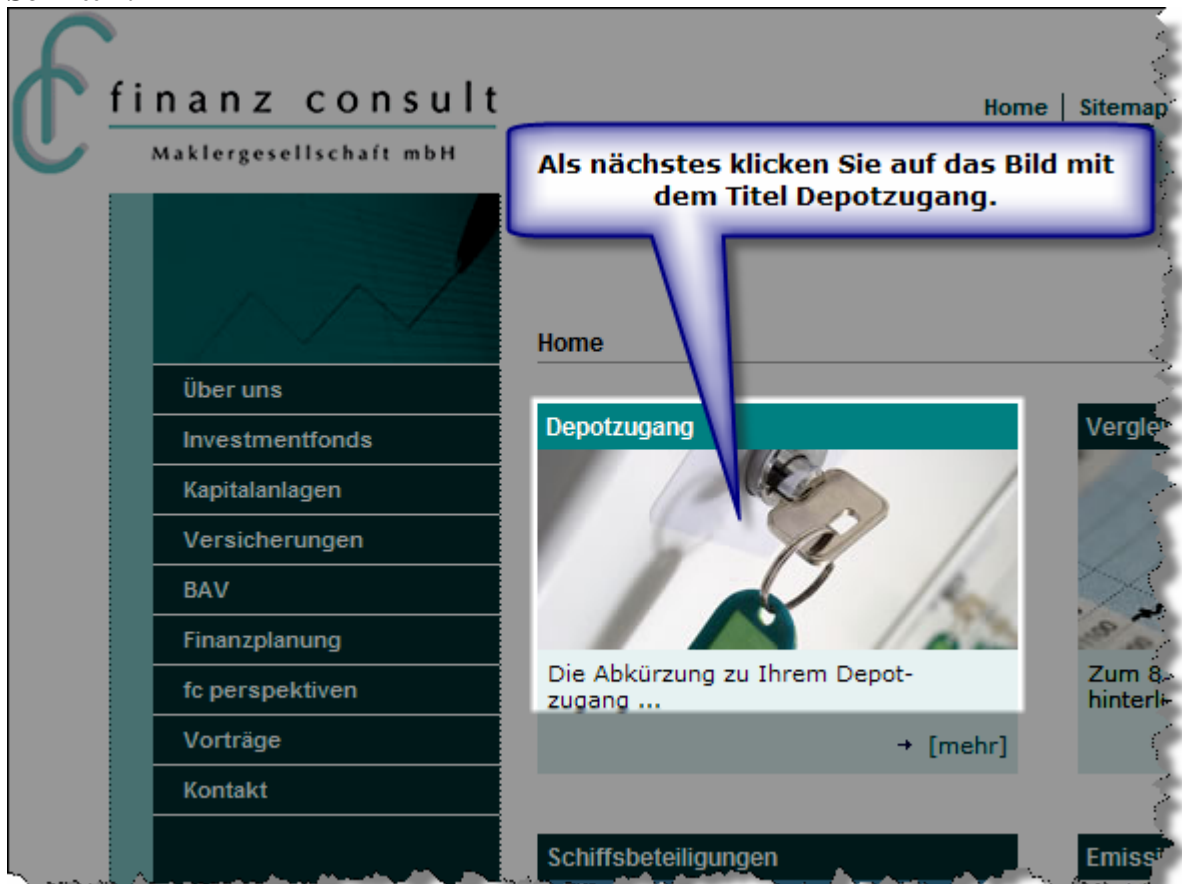 finanz consult
Maklergesellschaft mbH
Home | Sitemap
Als nächstes klicken Sie auf das Bild mit
dem Titel Depotzugang.
Home
Über uns
Investmentfonds
Kapitalanlagen
Versicherungen
BAV
Finanzplanung
fc perspektiven
Vorträge
Kontakt
Depotzugang
Die Abkürzung zu Ihrem Depot-
zugang ...
→ [mehr]
Zum
Schiffsbeteiligungen